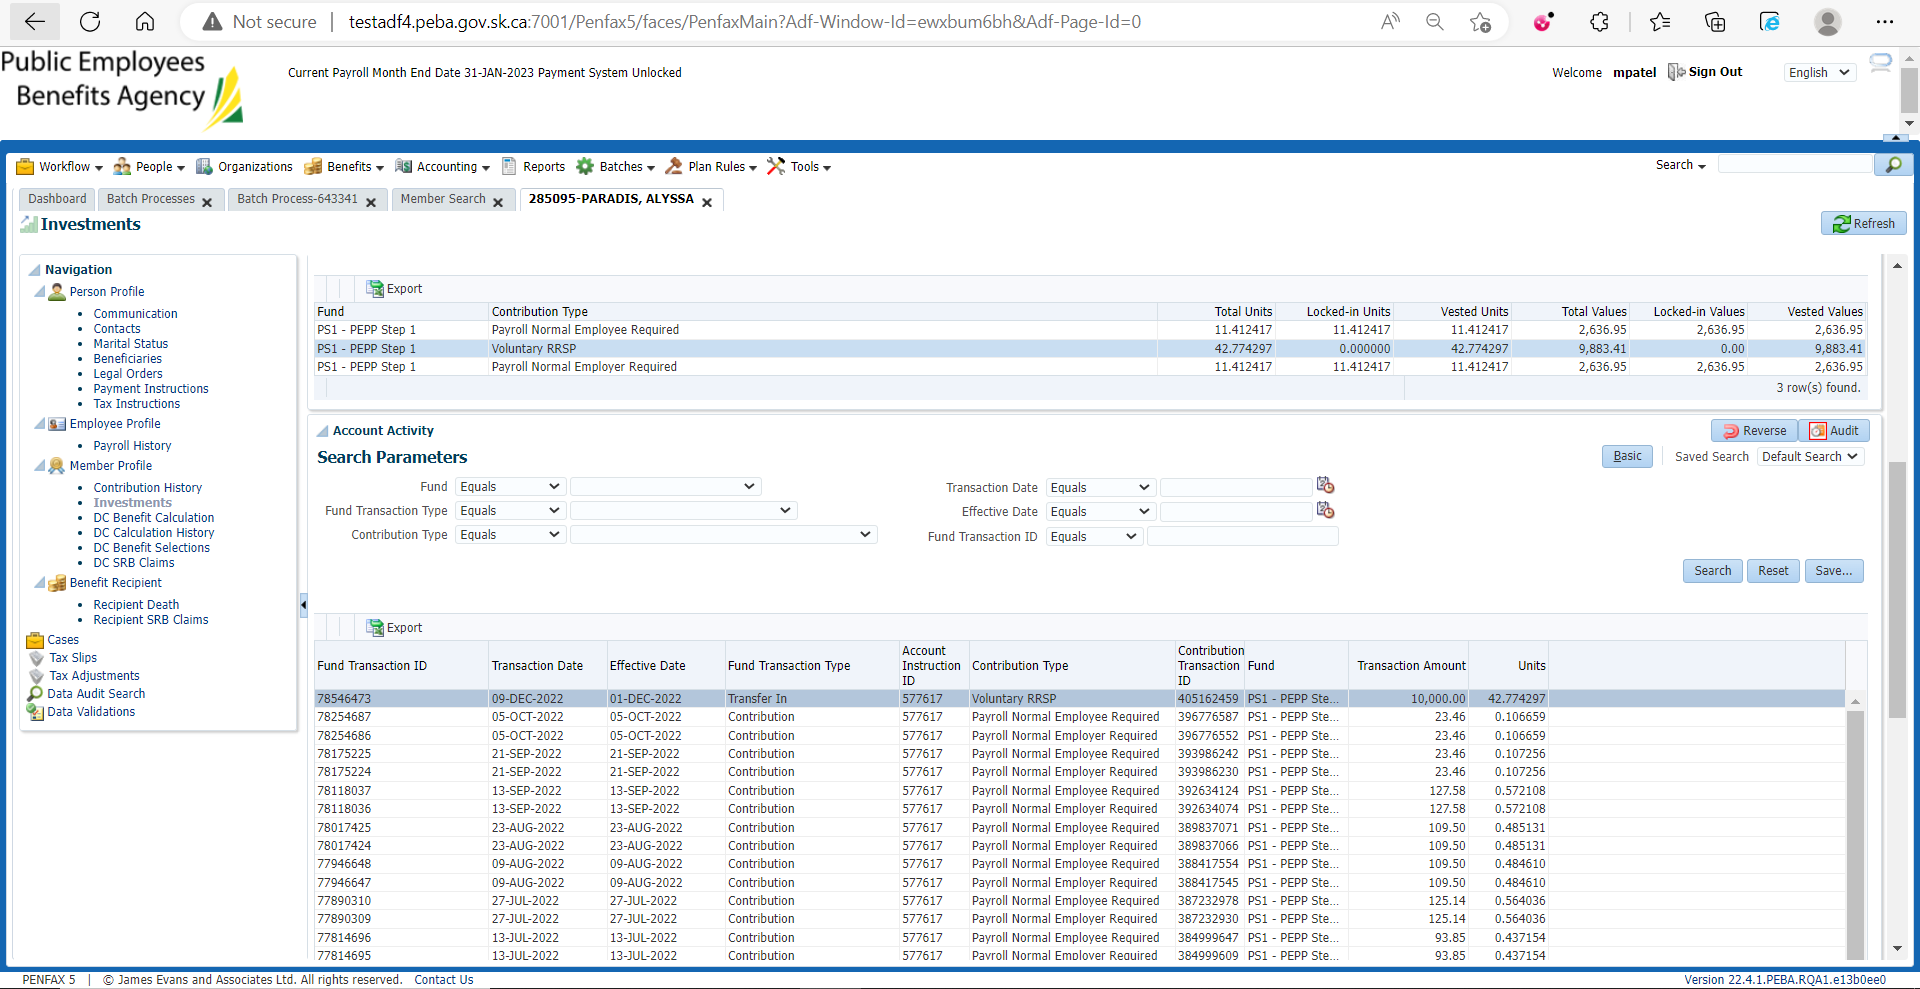 Not secure | testadf4.peba.gov.sk.ca:7001/Penfax5/faces/PenfaxMain?Adf-Window-Id=ewxbum6bh&Adf-Page-Id=0
Public Employees
Benefits Agency
Current Payroll Month End Date 31-JAN-2023 Payment System Unlocked
Welcome mpatel Sign Out English
Workflow People Organizations Benefits Accounting Reports Batches Plan Rules Tools Search
Dashboard Batch Processes Batch Process-643341 Member Search 285095-PARADIS, ALYSSA
Investments Refresh
Navigation
Person Profile
Communication
Contacts
Marital Status
Beneficiaries
Legal Orders
Payment Instructions
Tax Instructions
Employee Profile
Payroll History
Member Profile
Contribution History
Investments
DC Benefit Calculation
DC Calculation History
DC Benefit Selections
DC SRB Claims
Benefit Recipient
Recipient Death
Recipient SRB Claims
Cases
Tax Slips
Tax Adjustments
Data Audit Search
Data Validations
Export
Fund Contribution Type Total Units Locked-in Units Vested Units Total Values Locked-in Values Vested Values
PS1 - PEPP Step 1 Payroll Normal Employee Required 11.412417 11.412417 11.412417 2,636.95 2,636.95 2,636.95
PS1 - PEPP Step 1 Voluntary RRSP 42.774297 0.000000 42.774297 9,883.41 0.00 9,883.41
PS1 - PEPP Step 1 Payroll Normal Employer Required 11.412417 11.412417 11.412417 2,636.95 2,636.95 2,636.95
3 row(s) found.
Account Activity Reverse Audit
Search Parameters Basic Saved Search Default Search
Fund Equals Transaction Date Equals
Fund Transaction Type Equals Effective Date Equals
Contribution Type Equals Fund Transaction ID Equals
Search Reset Save...
Export
Fund Transaction ID Transaction Date Effective Date Fund Transaction Type Account Instruction ID Contribution Type Contribution Transaction ID Fund Transaction Amount Units
78546473 09-DEC-2022 01-DEC-2022 Transfer In 577617 Voluntary RRSP 405162459 PS1 - PEPP Ste... 10,000.00 42.774297
78254687 05-OCT-2022 05-OCT-2022 Contribution 577617 Payroll Normal Employee Required 396776587 PS1 - PEPP Ste... 23.46 0.106659
78254686 05-OCT-2022 05-OCT-2022 Contribution 577617 Payroll Normal Employer Required 396776552 PS1 - PEPP Ste... 23.46 0.106659
78175225 21-SEP-2022 21-SEP-2022 Contribution 577617 Payroll Normal Employee Required 393986242 PS1 - PEPP Ste... 23.46 0.107256
78175224 21-SEP-2022 21-SEP-2022 Contribution 577617 Payroll Normal Employer Required 393986230 PS1 - PEPP Ste... 23.46 0.107256
78118037 13-SEP-2022 13-SEP-2022 Contribution 577617 Payroll Normal Employee Required 392634124 PS1 - PEPP Ste... 127.58 0.572108
78118036 13-SEP-2022 13-SEP-2022 Contribution 577617 Payroll Normal Employer Required 392634074 PS1 - PEPP Ste... 127.58 0.572108
78017425 23-AUG-2022 23-AUG-2022 Contribution 577617 Payroll Normal Employee Required 389837071 PS1 - PEPP Ste... 109.50 0.485131
78017424 23-AUG-2022 23-AUG-2022 Contribution 577617 Payroll Normal Employer Required 389837066 PS1 - PEPP Ste... 109.50 0.485131
77946648 09-AUG-2022 09-AUG-2022 Contribution 577617 Payroll Normal Employee Required 388417554 PS1 - PEPP Ste... 109.50 0.484610
77946647 09-AUG-2022 09-AUG-2022 Contribution 577617 Payroll Normal Employer Required 388417545 PS1 - PEPP Ste... 109.50 0.484610
77890310 27-JUL-2022 27-JUL-2022 Contribution 577617 Payroll Normal Employee Required 387232978 PS1 - PEPP Ste... 125.14 0.564036
77890309 27-JUL-2022 27-JUL-2022 Contribution 577617 Payroll Normal Employer Required 387232930 PS1 - PEPP Ste... 125.14 0.564036
77814696 13-JUL-2022 13-JUL-2022 Contribution 577617 Payroll Normal Employee Required 384999647 PS1 - PEPP Ste... 93.85 0.437154
77814695 13-JUL-2022 13-JUL-2022 Contribution 577617 Payroll Normal Employer Required 384999609 PS1 - PEPP Ste... 93.85 0.437154
PENFAX 5 | © James Evans and Associates Ltd. All rights reserved. Contact Us Version 22.4.1.PEBA.RQA1.e13b0ee0